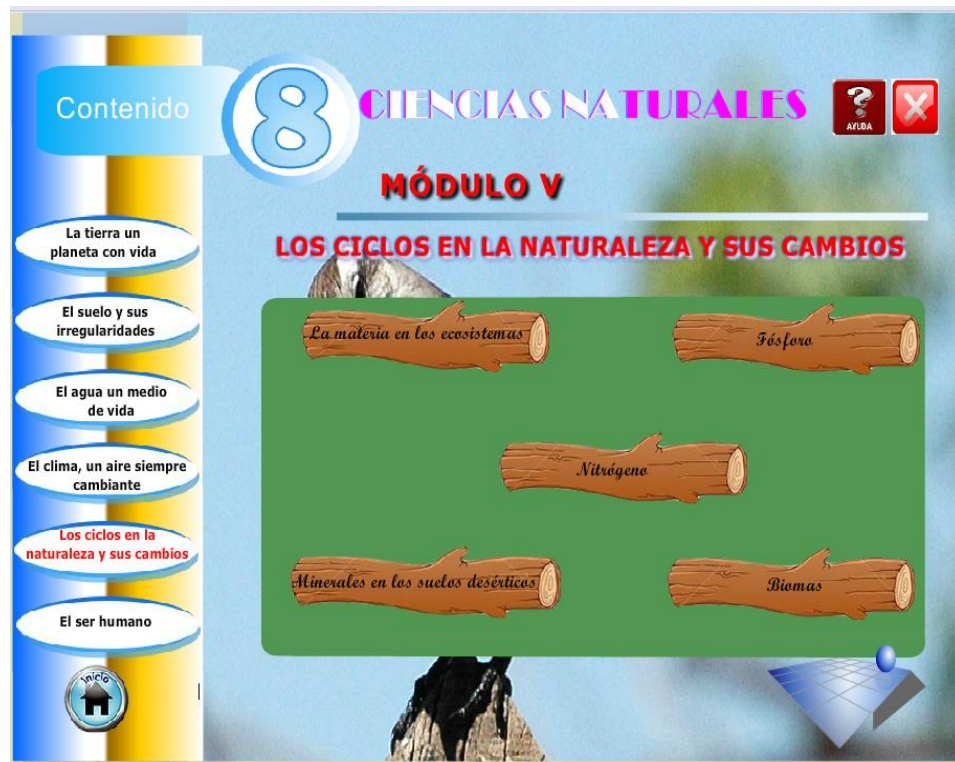 Contenido
8
CIENCIAS NATURALES
AYUDA
MÓDULO V
LOS CICLOS EN LA NATURALEZA Y SUS CAMBIOS
La tierra un
planeta con vida
El suelo y sus
irregularidades
El agua un medio
de vida
El clima, un aire siempre
cambiante
Los ciclos en la
naturaleza y sus cambios
El ser humano
Inicio
La materia en los ecosistemas
Fósforo
Nitrógeno
Minerales en los suelos desérticos
Biomas